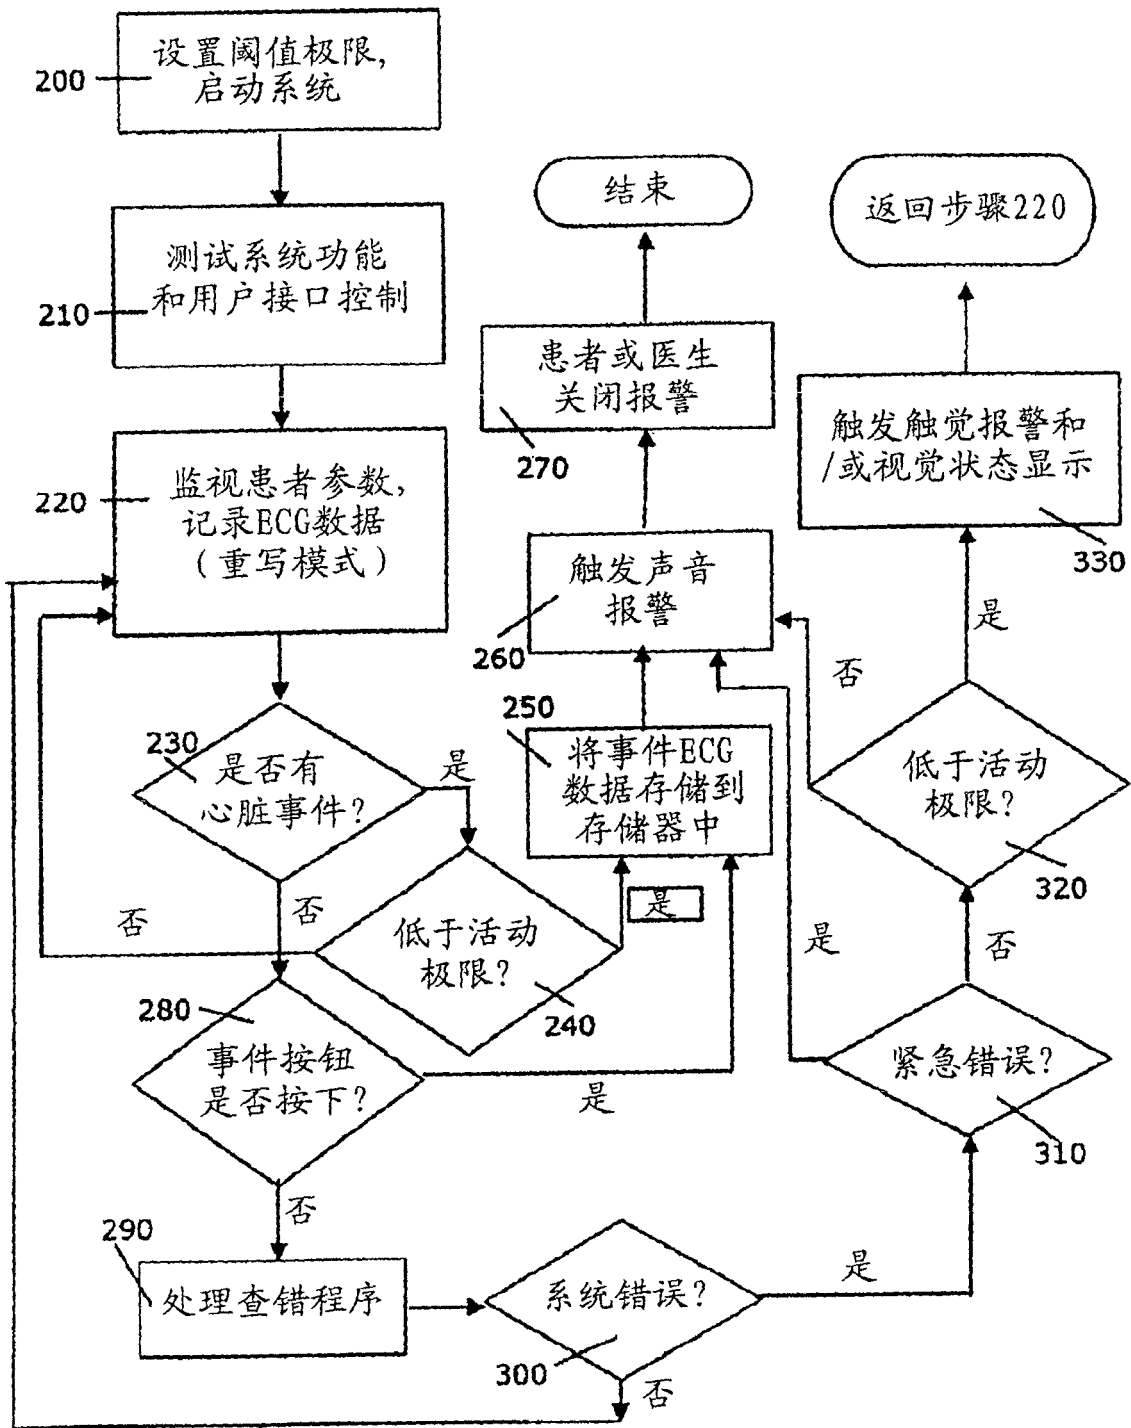 200
设置阈值极限,
启动系统
210
测试系统功能
和用户接口控制
220
监视患者参数,
记录ECG数据
（重写模式）
230
是否有
心脏事件?
是
否
否
低于活动
极限?
240
是
280
事件按钮
是否按下?
是
否
290
处理查错程序
系统错误?
300
是
否
结束
患者或医生
关闭报警
270
触发声音
报警
260
250
将事件ECG
数据存储到
存储器中
返回步骤220
触发触觉报警和
/或视觉状态显示
330
是
否
低于活动
极限?
320
否
是
紧急错误?
310